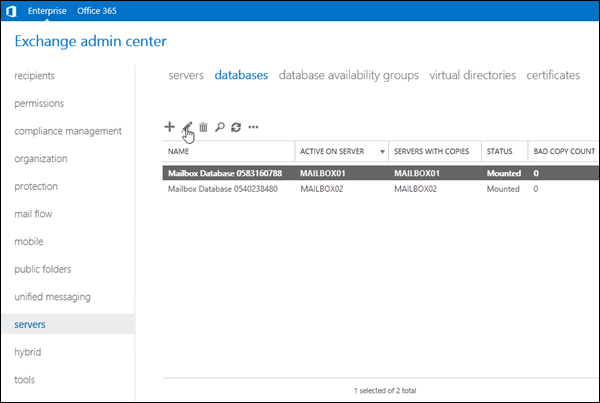 Enterprise Office 365
Exchange admin center
recipients
permissions
compliance management
organization
protection
mail flow
mobile
public folders
unified messaging
servers
hybrid
tools
servers databases database availability groups virtual directories certificates
NAME ACTIVE ON SERVER SERVERS WITH COPIES STATUS BAD COPY COUNT
Mailbox Database 0583160788 MAILBOX01 MAILBOX01 Mounted 0
Mailbox Database 0540238480 MAILBOX02 MAILBOX02 Mounted 0
1 selected of 2 total